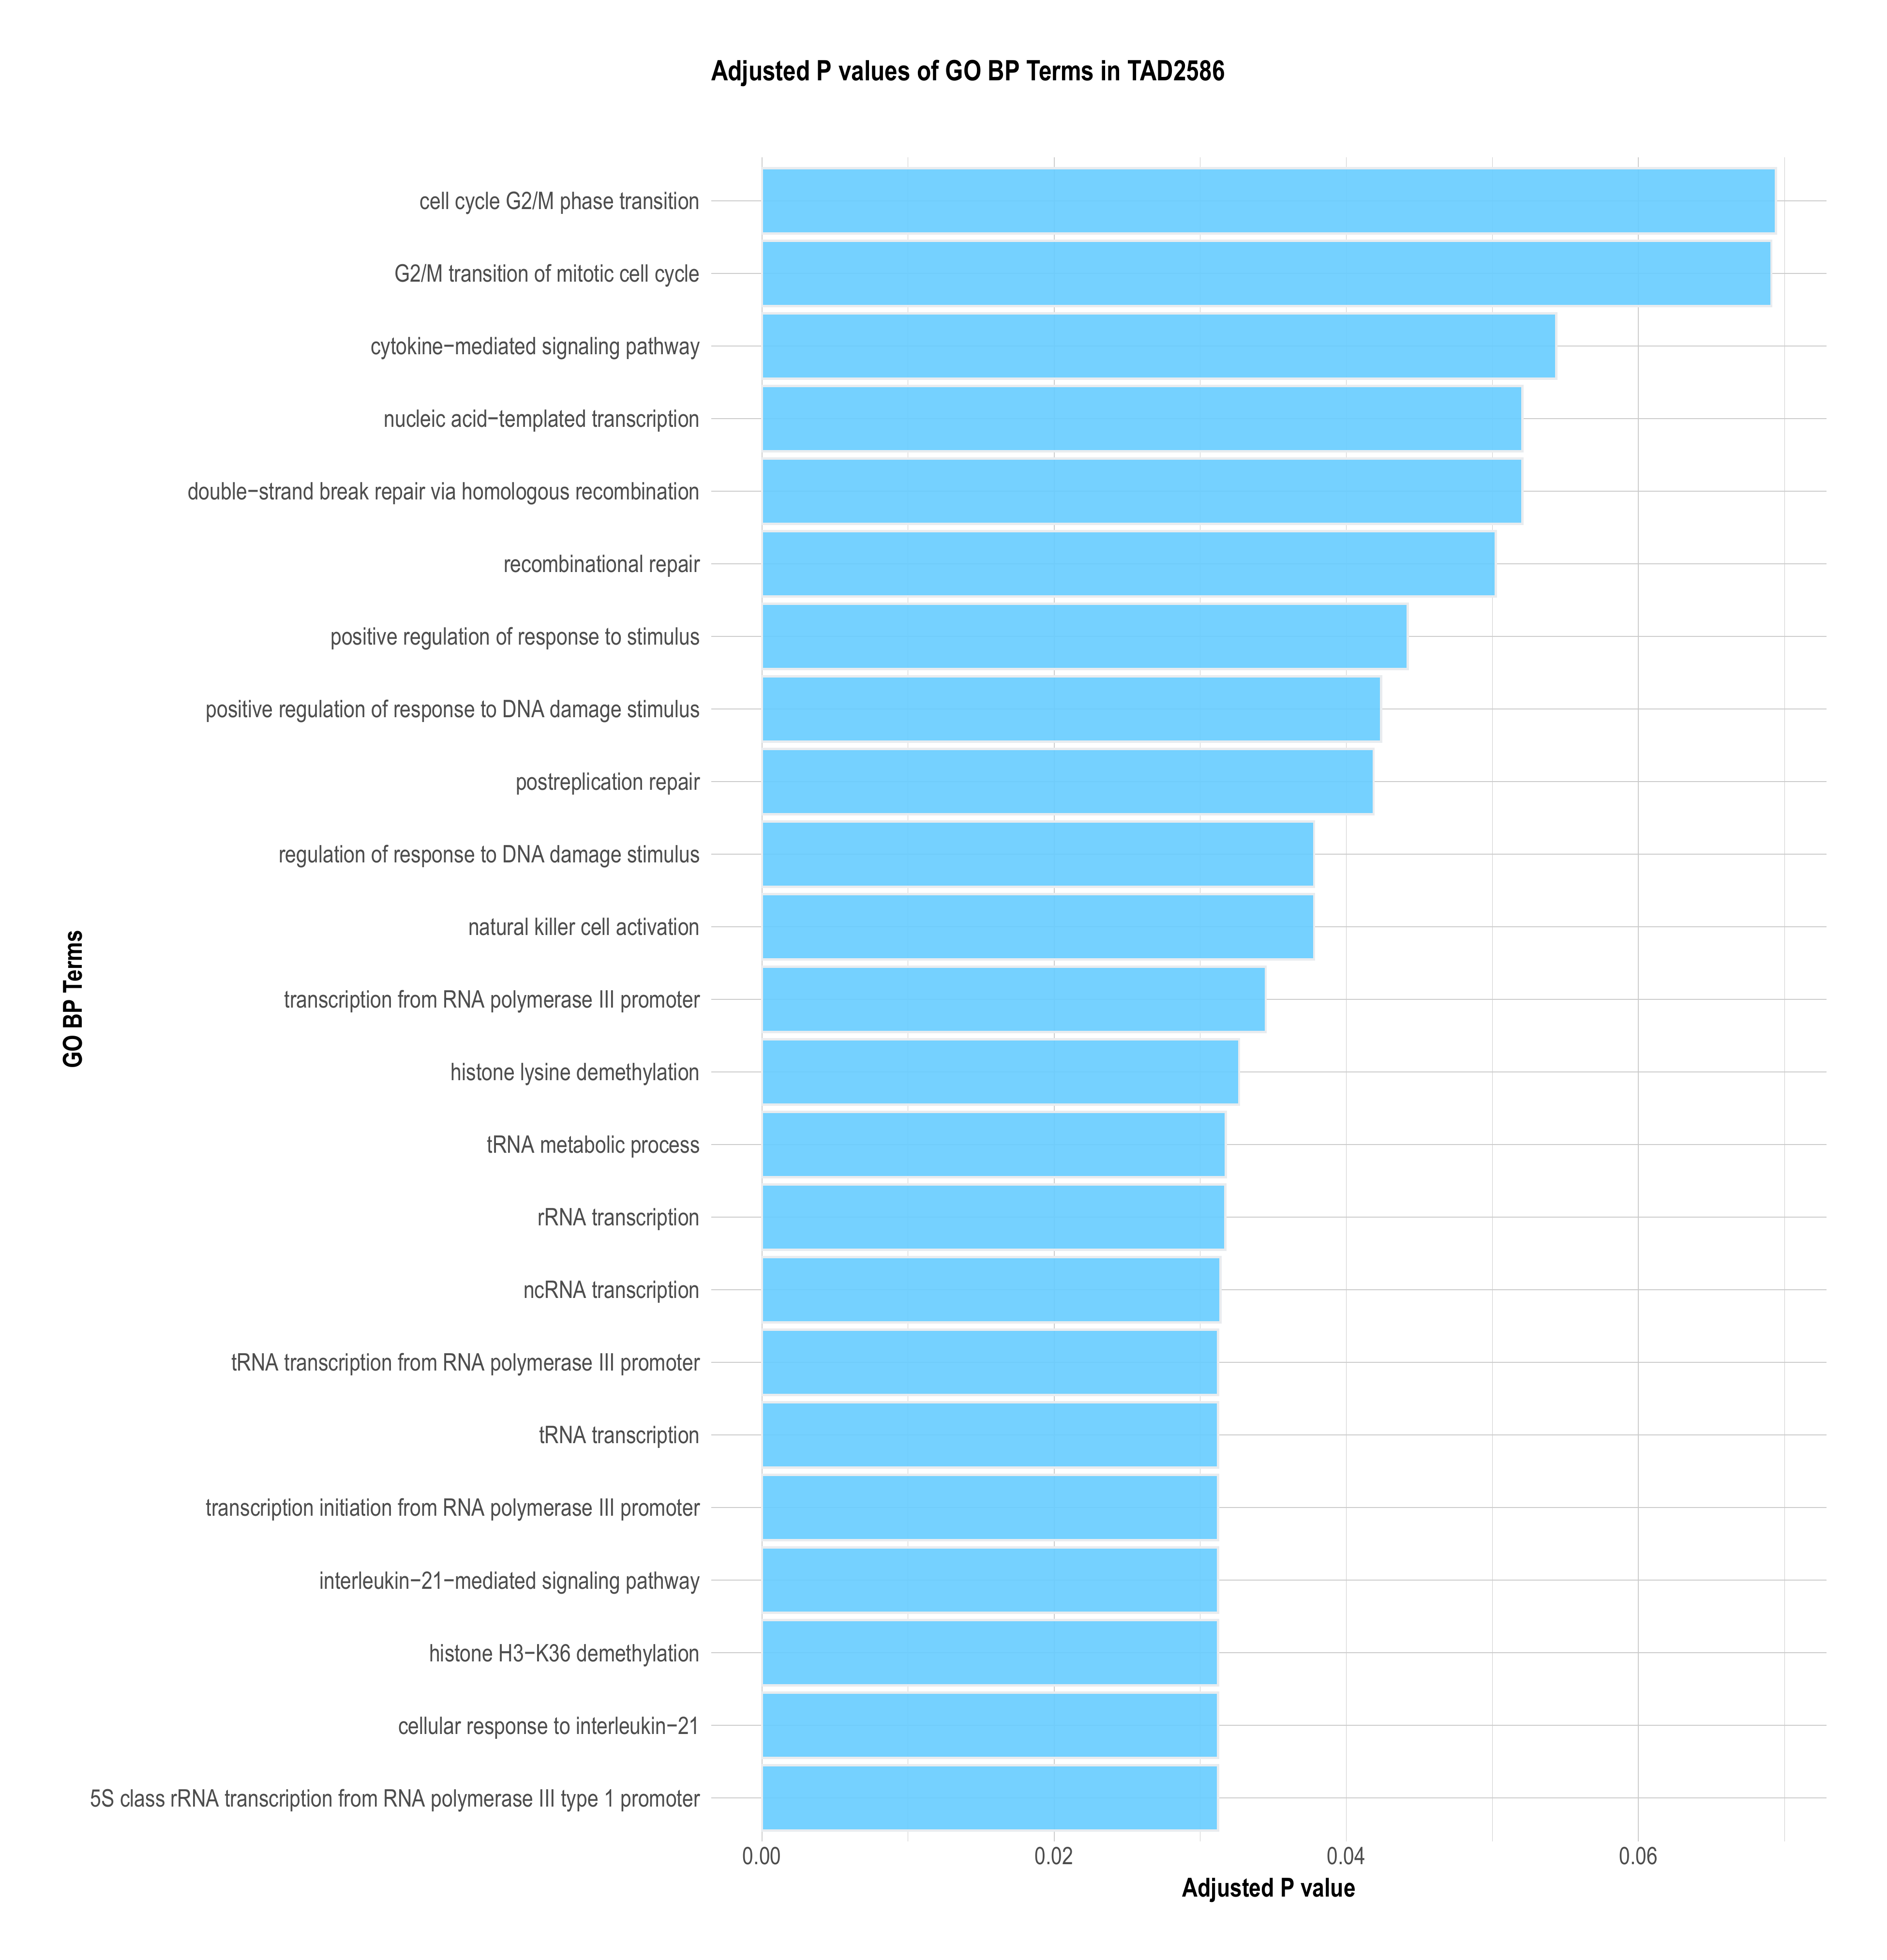 Adjusted P values of GO BP Terms in TAD2586
cell cycle G2/M phase transition
G2/M transition of mitotic cell cycle
cytokine−mediated signaling pathway
nucleic acid−templated transcription
double−strand break repair via homologous recombination
recombinational repair
positive regulation of response to stimulus
positive regulation of response to DNA damage stimulus
postreplication repair
regulation of response to DNA damage stimulus
natural killer cell activation
transcription from RNA polymerase III promoter
histone lysine demethylation
tRNA metabolic process
rRNA transcription
ncRNA transcription
tRNA transcription from RNA polymerase III promoter
tRNA transcription
transcription initiation from RNA polymerase III promoter
interleukin−21−mediated signaling pathway
histone H3−K36 demethylation
cellular response to interleukin−21
5S class rRNA transcription from RNA polymerase III type 1 promoter
GO BP Terms
0.00 0.02 0.04 0.06
Adjusted P value